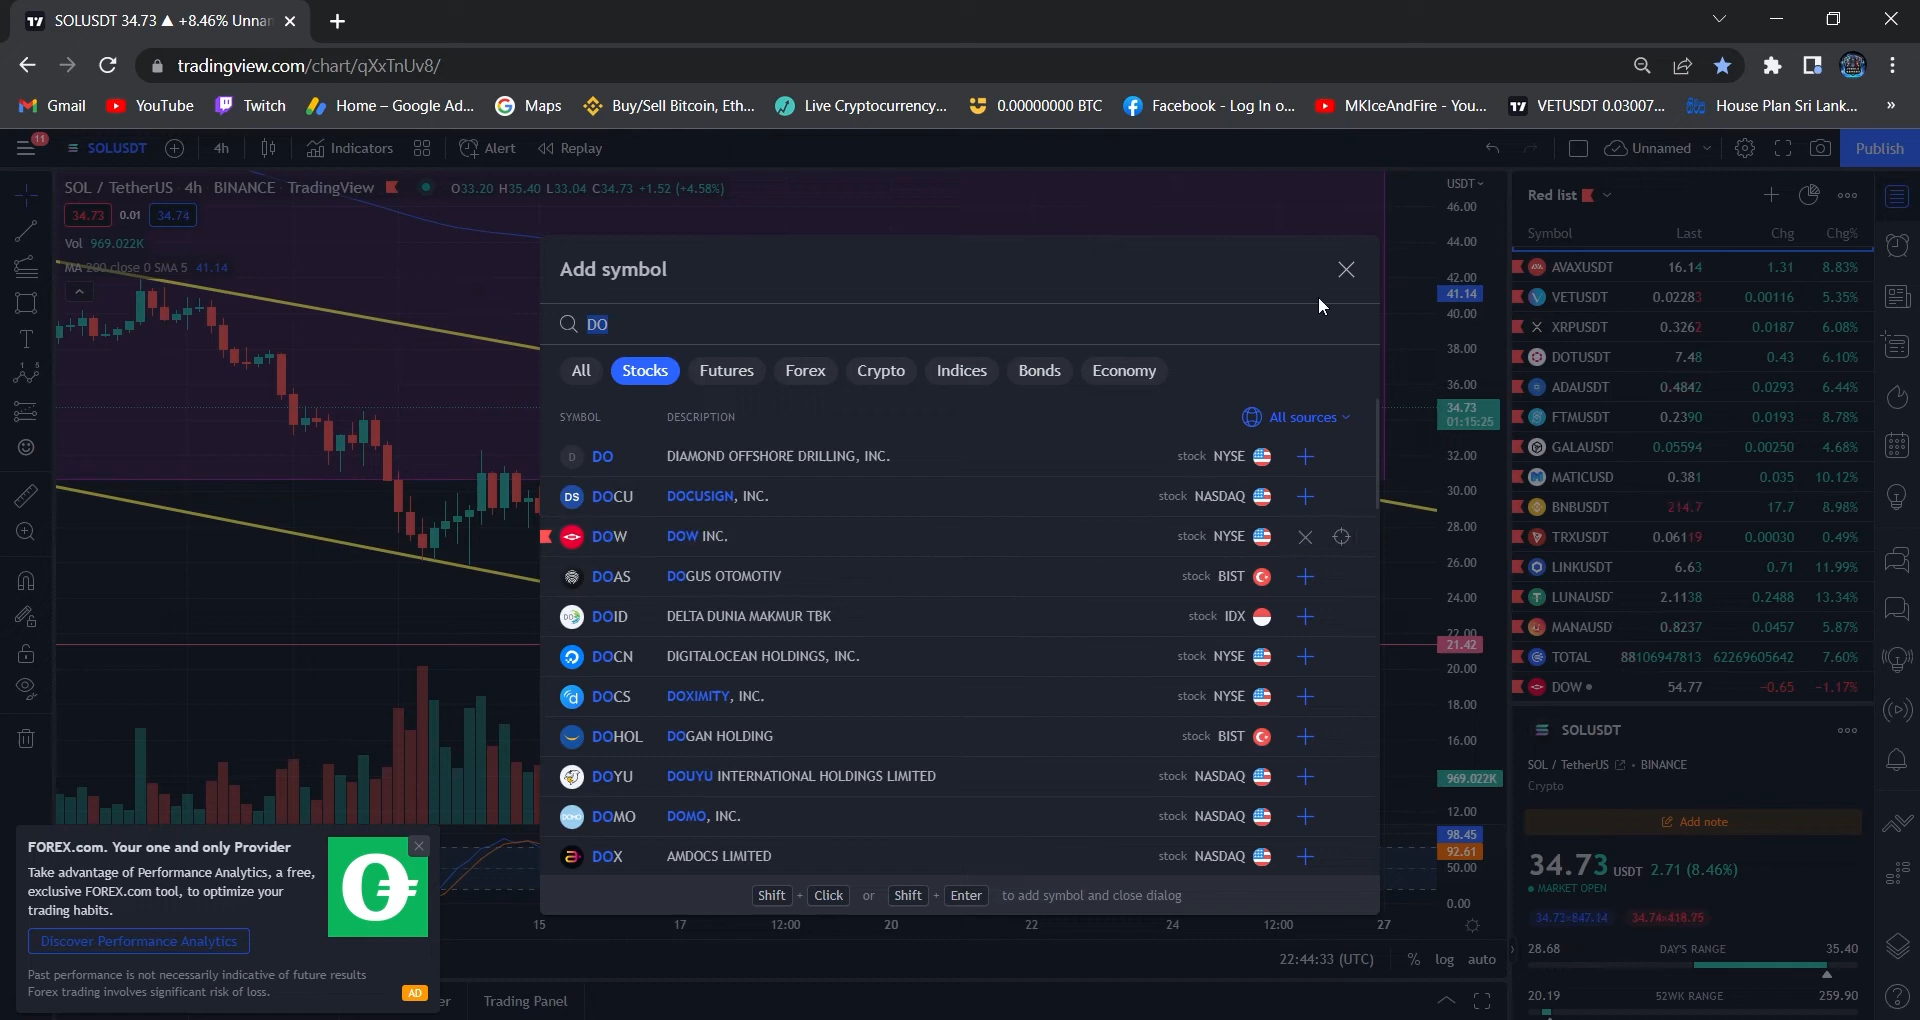 SOLUSDT 34.73 ▲ +8.46% Unnan
tradingview.com/chart/qXxTnUv8/
Gmail YouTube Twitch Home – Google Ad... Maps Buy/Sell Bitcoin, Eth... Live Cryptocurrency... 0.00000000 BTC Facebook - Log In o... MKIceAndFire - You... VETUSDT 0.03007... House Plan Sri Lank... »
11 SOLUSDT 4h Indicators Alert Replay Unnamed Publish
SOL / TetherUS 4h BINANCE TradingView O33.20 H35.40 L33.04 C34.73 +1.52 (+4.58%)
34.73 0.01 34.74
Vol 969.022K
MA 200 close 0 SMA 5 41.14
USDT
46.00
44.00
42.00
41.14
40.00
38.00
36.00
34.73
01:15:25
32.00
30.00
28.00
26.00
24.00
22.00
21.42
20.00
18.00
16.00
969.022K
12.00
98.45
92.61
50.00
0.00
Add symbol
DO
All Stocks Futures Forex Crypto Indices Bonds Economy
SYMBOL DESCRIPTION All sources
D DO DIAMOND OFFSHORE DRILLING, INC. stock NYSE
DS DOCU DOCUSIGN, INC. stock NASDAQ
DOW DOW INC. stock NYSE
DOAS DOGUS OTOMOTIV stock BIST
DOID DELTA DUNIA MAKMUR TBK stock IDX
DOCN DIGITALOCEAN HOLDINGS, INC. stock NYSE
DOCS DOXIMITY, INC. stock NYSE
DOHOL DOGAN HOLDING stock BIST
DOYU DOUYU INTERNATIONAL HOLDINGS LIMITED stock NASDAQ
DOMO DOMO, INC. stock NASDAQ
DOX AMDOCS LIMITED stock NASDAQ
Shift + Click or Shift + Enter to add symbol and close dialog
15 17 12:00 20 22 24 12:00 27
22:44:33 (UTC) % log auto
er Trading Panel
FOREX.com. Your one and only Provider
Take advantage of Performance Analytics, a free,
exclusive FOREX.com tool, to optimize your
trading habits.
Discover Performance Analytics
Past performance is not necessarily indicative of future results
Forex trading involves significant risk of loss.
AD
Red list
Symbol Last Chg Chg%
AVAXUSDT 16.14 1.31 8.83%
VETUSDT 0.02283 0.00116 5.35%
XRPUSDT 0.3262 0.0187 6.08%
DOTUSDT 7.48 0.43 6.10%
ADAUSDT 0.4842 0.0293 6.44%
FTMUSDT 0.2390 0.0193 8.78%
GALAUSDT 0.05594 0.00250 4.68%
MATICUSD 0.381 0.035 10.12%
BNBUSDT 214.7 17.7 8.98%
TRXUSDT 0.06119 0.00030 0.49%
LINKUSDT 6.63 0.71 11.99%
LUNAUSD 2.1138 0.2488 13.34%
MANAUSD 0.8237 0.0457 5.87%
TOTAL 88106947813 62269605642 7.60%
DOW 54.77 −0.65 −1.17%
SOLUSDT
SOL / TetherUS • BINANCE
Crypto
Add note
34.73 USDT 2.71 (8.46%)
MARKET OPEN
34.73×847.14 34.74×418.75
28.68 DAY'S RANGE 35.40
20.19 52WK RANGE 259.90